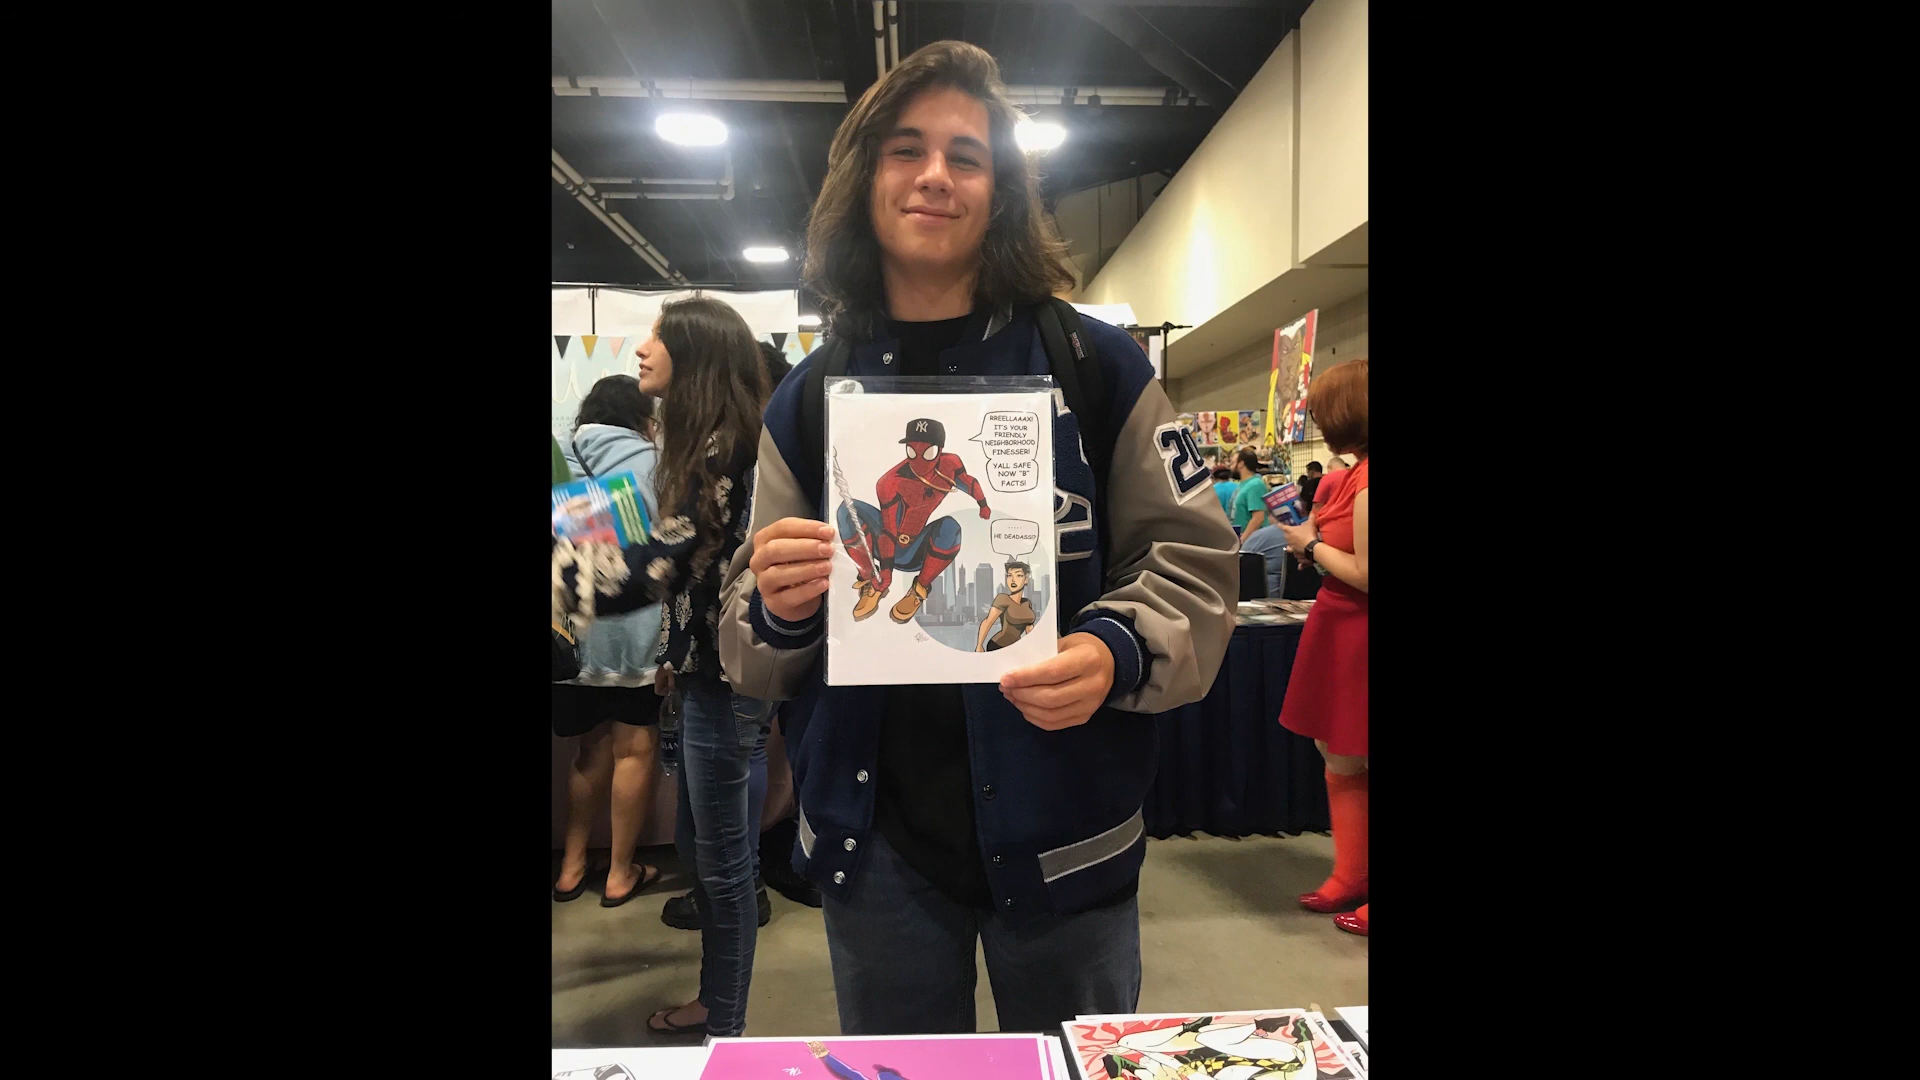 NY
RREELLAAAX!
IT'S YOUR
FRIENDLY
NEIGHBORHOOD
FINESSER!
YALL SAFE
NOW "B"
FACTS!
.....
HE DEADASS!?
20